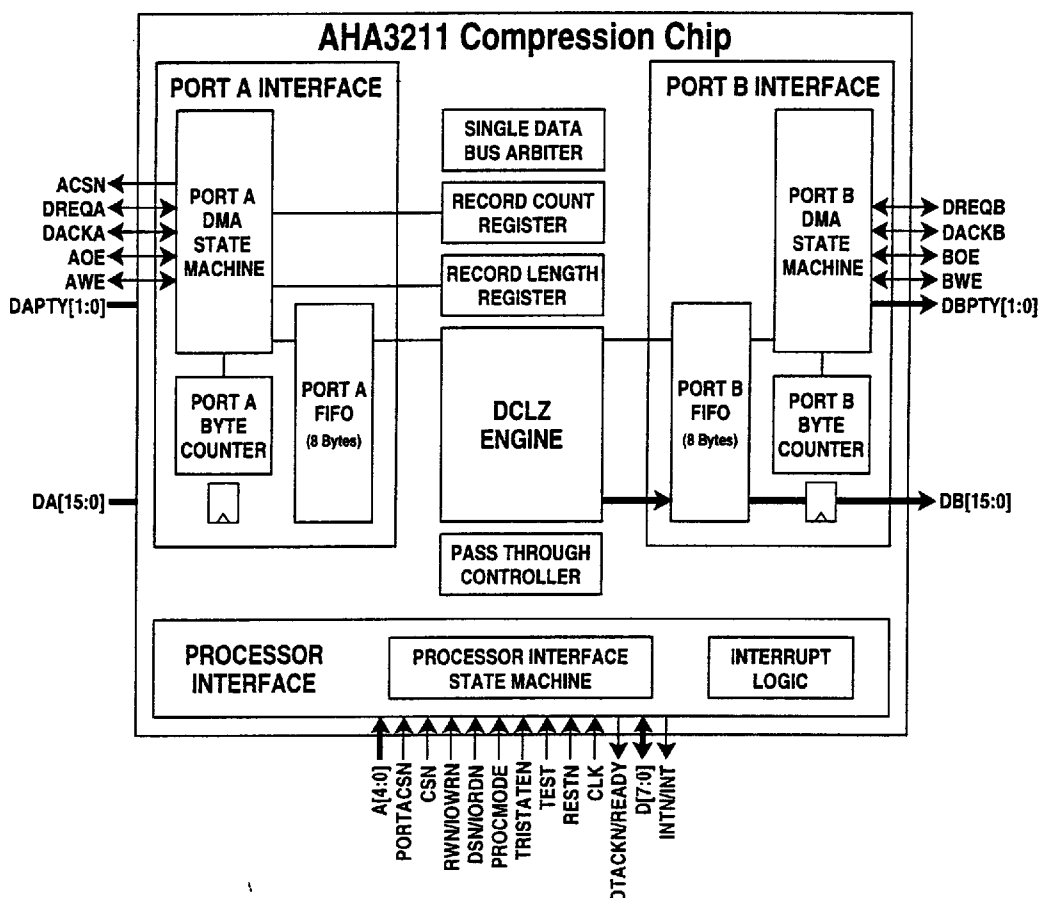 AHA3211 Compression Chip
PORT A INTERFACE
PORT B INTERFACE
PORT A
DMA
STATE
MACHINE
SINGLE DATA
BUS ARBITER
RECORD COUNT
REGISTER
RECORD LENGTH
REGISTER
PORT B
DMA
STATE
MACHINE
ACSN
DREQA
DACKA
AOE
AWE
DAPTY[1:0]
DREQB
DACKB
BOE
BWE
DBPTY[1:0]
PORT A
BYTE
COUNTER
PORT A
FIFO
(8 Bytes)
DCLZ
ENGINE
PORT B
FIFO
(8 Bytes)
PORT B
BYTE
COUNTER
DA[15:0]
DB[15:0]
PASS THROUGH
CONTROLLER
PROCESSOR
INTERFACE
PROCESSOR INTERFACE
STATE MACHINE
INTERRUPT
LOGIC
A[4:0]
PORTACSN
CSN
RWN/IOWRN
DSN/IORDN
PROCMODE
TRISTATEN
TEST
RESTN
CLK
DTACKN/READY
D[7:0]
INTN/INT